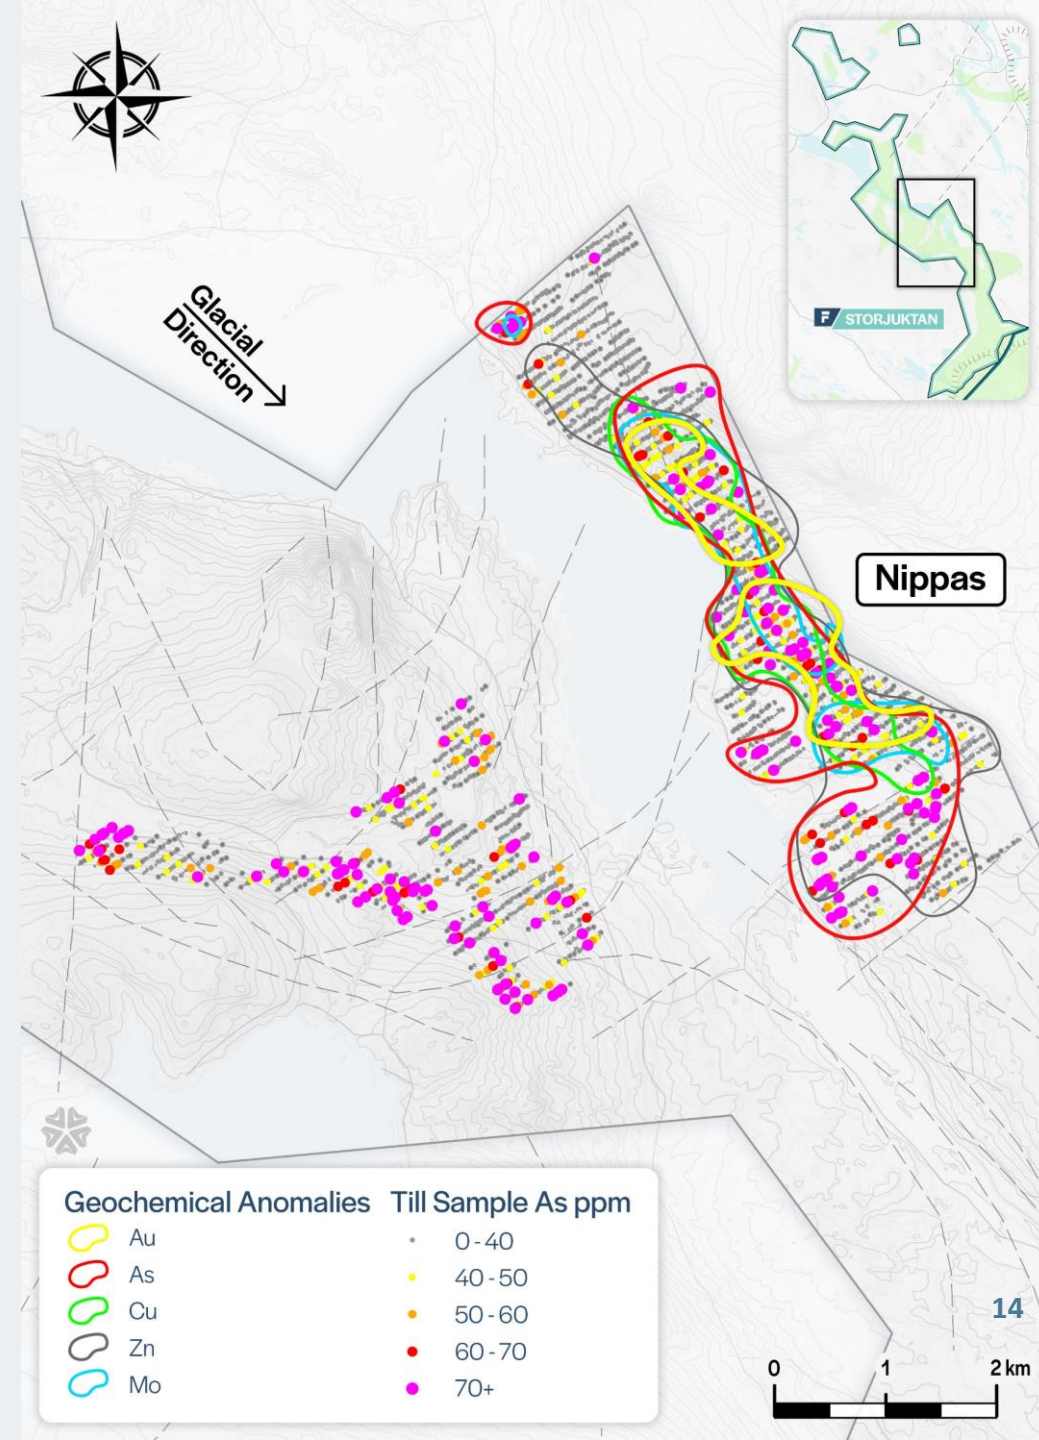 F STORJUKTAN
Glacial
Direction
Nippas
Geochemical Anomalies
Au
As
Cu
Zn
Mo
Till Sample As ppm
0-40
40-50
50-60
60-70
70+
14
0 1 2 km